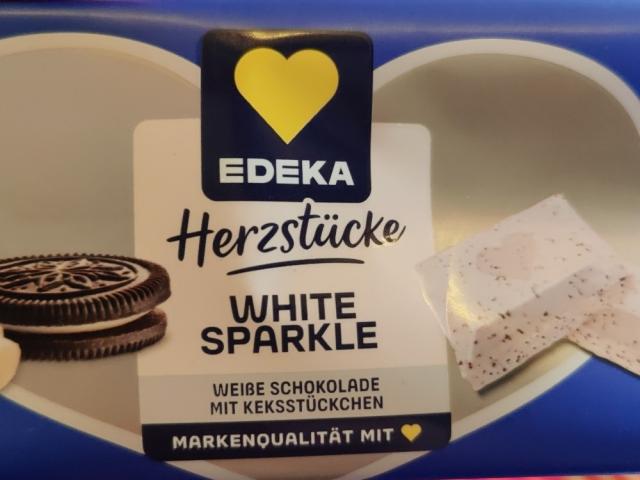 EDEKA
Herzstücke
WHITE
SPARKLE
WEIßE SCHOKOLADE
MIT KEKSSTÜCKCHEN
MARKENQUALITÄT MIT